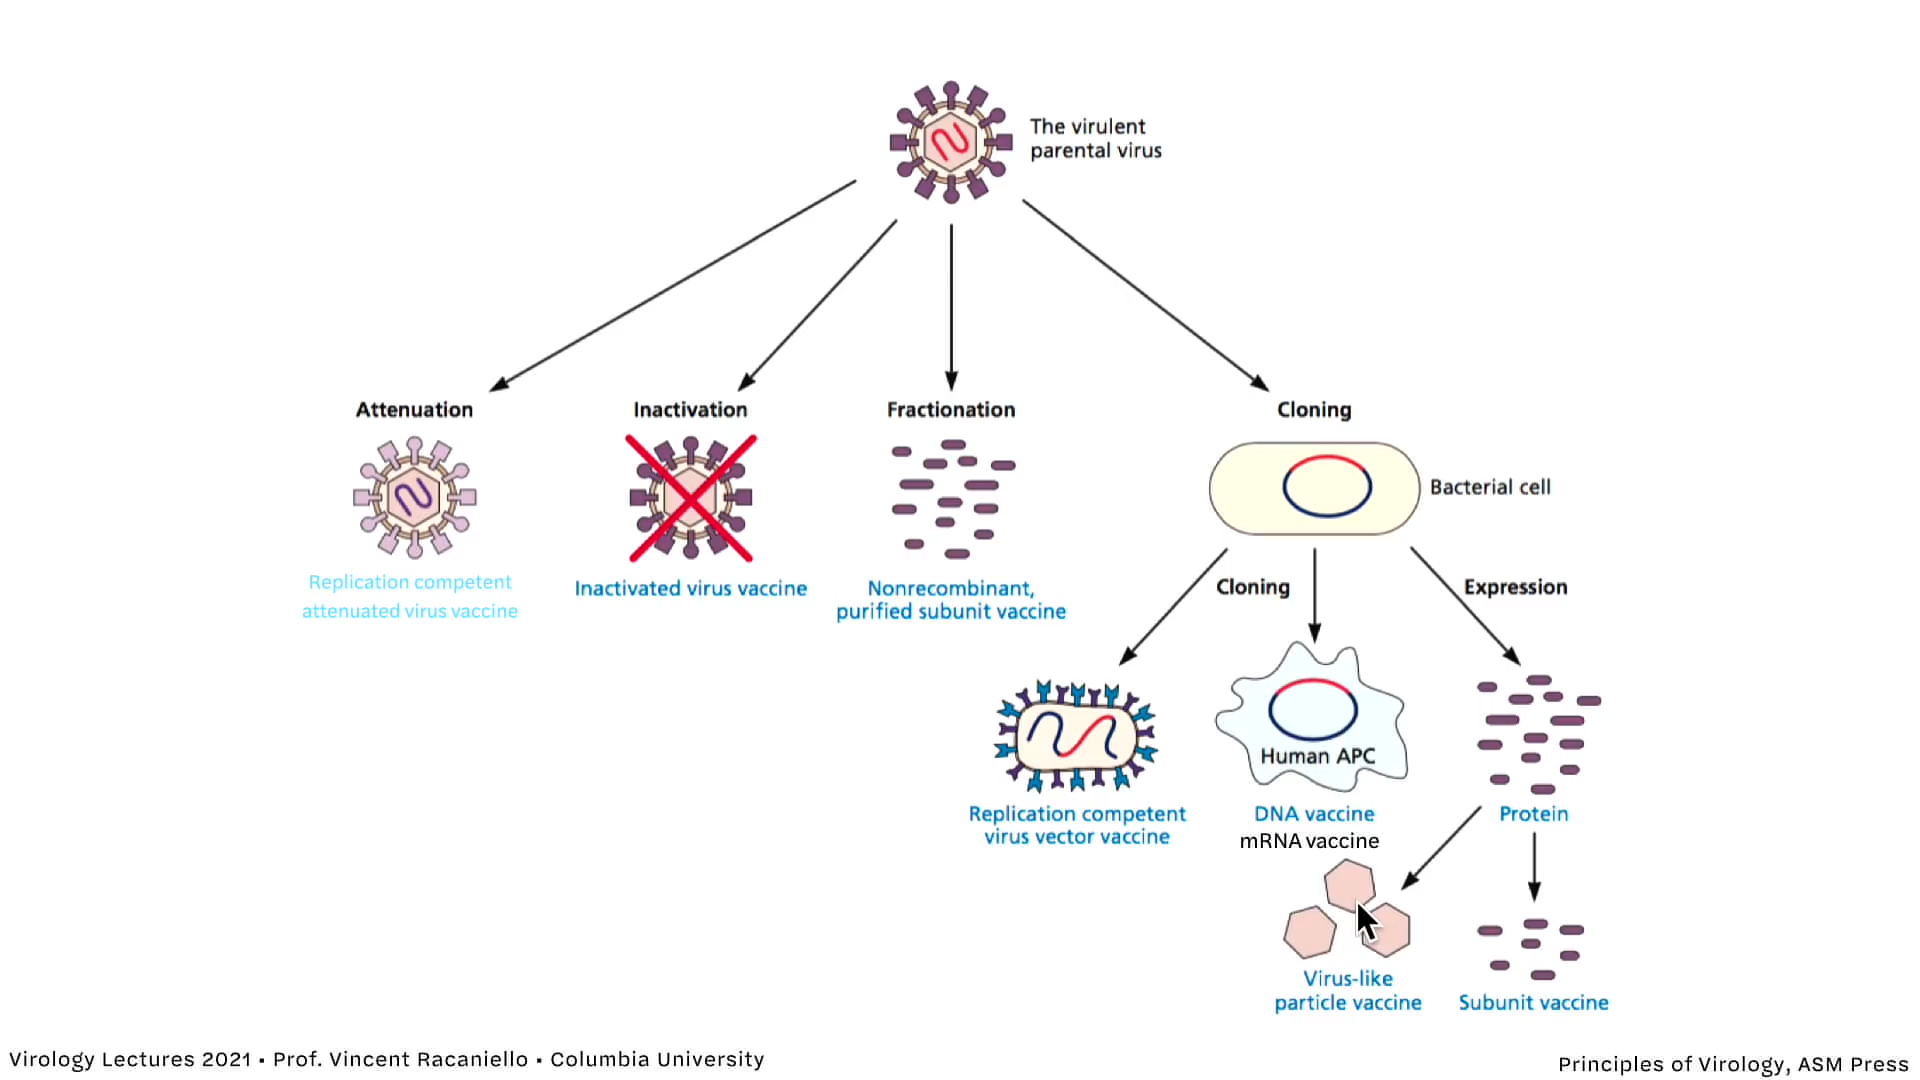 The virulent
parental virus
Attenuation
Inactivation
Fractionation
Cloning
Bacterial cell
Replication competent
attenuated virus vaccine
Inactivated virus vaccine
Nonrecombinant,
purified subunit vaccine
Cloning
Expression
Human APC
Replication competent
virus vector vaccine
DNA vaccine
mRNA vaccine
Protein
Virus-like
particle vaccine
Subunit vaccine
Virology Lectures 2021 • Prof. Vincent Racaniello • Columbia University
Principles of Virology, ASM Press